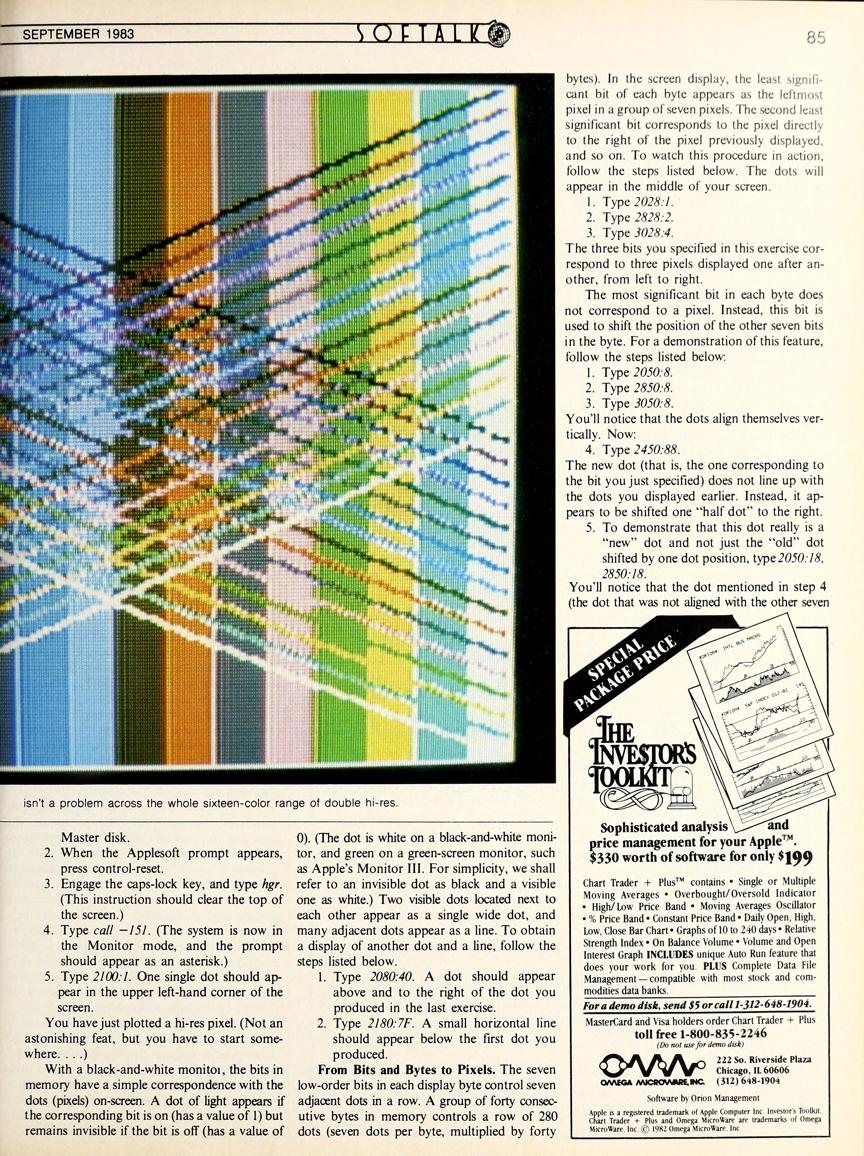 SEPTEMBER 1983
SOFTALK
85
isn't a problem across the whole sixteen-color range of double hi-res.
Master disk.
2. When the Applesoft prompt appears,
press control-reset.
3. Engage the caps-lock key, and type hgr.
(This instruction should clear the top of
the screen.)
4. Type call −151. (The system is now in
the Monitor mode, and the prompt
should appear as an asterisk.)
5. Type 2100:1. One single dot should ap-
pear in the upper left-hand corner of the
screen.
You have just plotted a hi-res pixel. (Not an
astonishing feat, but you have to start some-
where. . . .)
With a black-and-white monitor, the bits in
memory have a simple correspondence with the
dots (pixels) on-screen. A dot of light appears if
the corresponding bit is on (has a value of 1) but
remains invisible if the bit is off (has a value of
0). (The dot is white on a black-and-white moni-
tor, and green on a green-screen monitor, such
as Apple's Monitor III. For simplicity, we shall
refer to an invisible dot as black and a visible
one as white.) Two visible dots located next to
each other appear as a single wide dot, and
many adjacent dots appear as a line. To obtain
a display of another dot and a line, follow the
steps listed below.
1. Type 2080:40. A dot should appear
above and to the right of the dot you
produced in the last exercise.
2. Type 2180:7F. A small horizontal line
should appear below the first dot you
produced.
From Bits and Bytes to Pixels. The seven
low-order bits in each display byte control seven
adjacent dots in a row. A group of forty consec-
utive bytes in memory controls a row of 280
dots (seven dots per byte, multiplied by forty
bytes). In the screen display, the least signifi-
cant bit of each byte appears as the leftmost
pixel in a group of seven pixels. The second least
significant bit corresponds to the pixel directly
to the right of the pixel previously displayed,
and so on. To watch this procedure in action,
follow the steps listed below. The dots will
appear in the middle of your screen.
1. Type 2028:1.
2. Type 2828:2.
3. Type 3028:4.
The three bits you specified in this exercise cor-
respond to three pixels displayed one after an-
other, from left to right.
The most significant bit in each byte does
not correspond to a pixel. Instead, this bit is
used to shift the position of the other seven bits
in the byte. For a demonstration of this feature,
follow the steps listed below:
1. Type 2050:8.
2. Type 2850:8.
3. Type 3050:8.
You'll notice that the dots align themselves ver-
tically. Now:
4. Type 2450:88.
The new dot (that is, the one corresponding to
the bit you just specified) does not line up with
the dots you displayed earlier. Instead, it ap-
pears to be shifted one "half dot" to the right.
5. To demonstrate that this dot really is a
"new" dot and not just the "old" dot
shifted by one dot position, type 2050:18,
2850:18.
You'll notice that the dot mentioned in step 4
(the dot that was not aligned with the other seven
SPECIAL
PACKAGE PRICE
THE
INVE$TOR'S
TOOLKIT
Sophisticated analysis and
price management for your Apple™.
$330 worth of software for only $199
Chart Trader + Plus™ contains • Single or Multiple
Moving Averages • Overbought/Oversold Indicator
• High/Low Price Band • Moving Averages Oscillator
• % Price Band • Constant Price Band • Daily Open, High,
Low, Close Bar Chart • Graphs of 10 to 240 days • Relative
Strength Index • On Balance Volume • Volume and Open
Interest Graph INCLUDES unique Auto Run feature that
does your work for you. PLUS Complete Data File
Management — compatible with most stock and com-
modities data banks.
For a demo disk, send $5 or call 1-312-648-1904.
MasterCard and Visa holders order Chart Trader + Plus
toll free 1-800-835-2246
(Do not use for demo disk)
OMEGA MICROWARE, INC.
222 So. Riverside Plaza
Chicago, Il. 60606
(312) 648-1904
Software by Orion Management
Apple is a registered trademark of Apple Computer Inc. Investor's Toolkit,
Chart Trader + Plus and Omega MicroWare are trademarks of Omega
MicroWare, Inc. © 1982 Omega MicroWare, Inc.